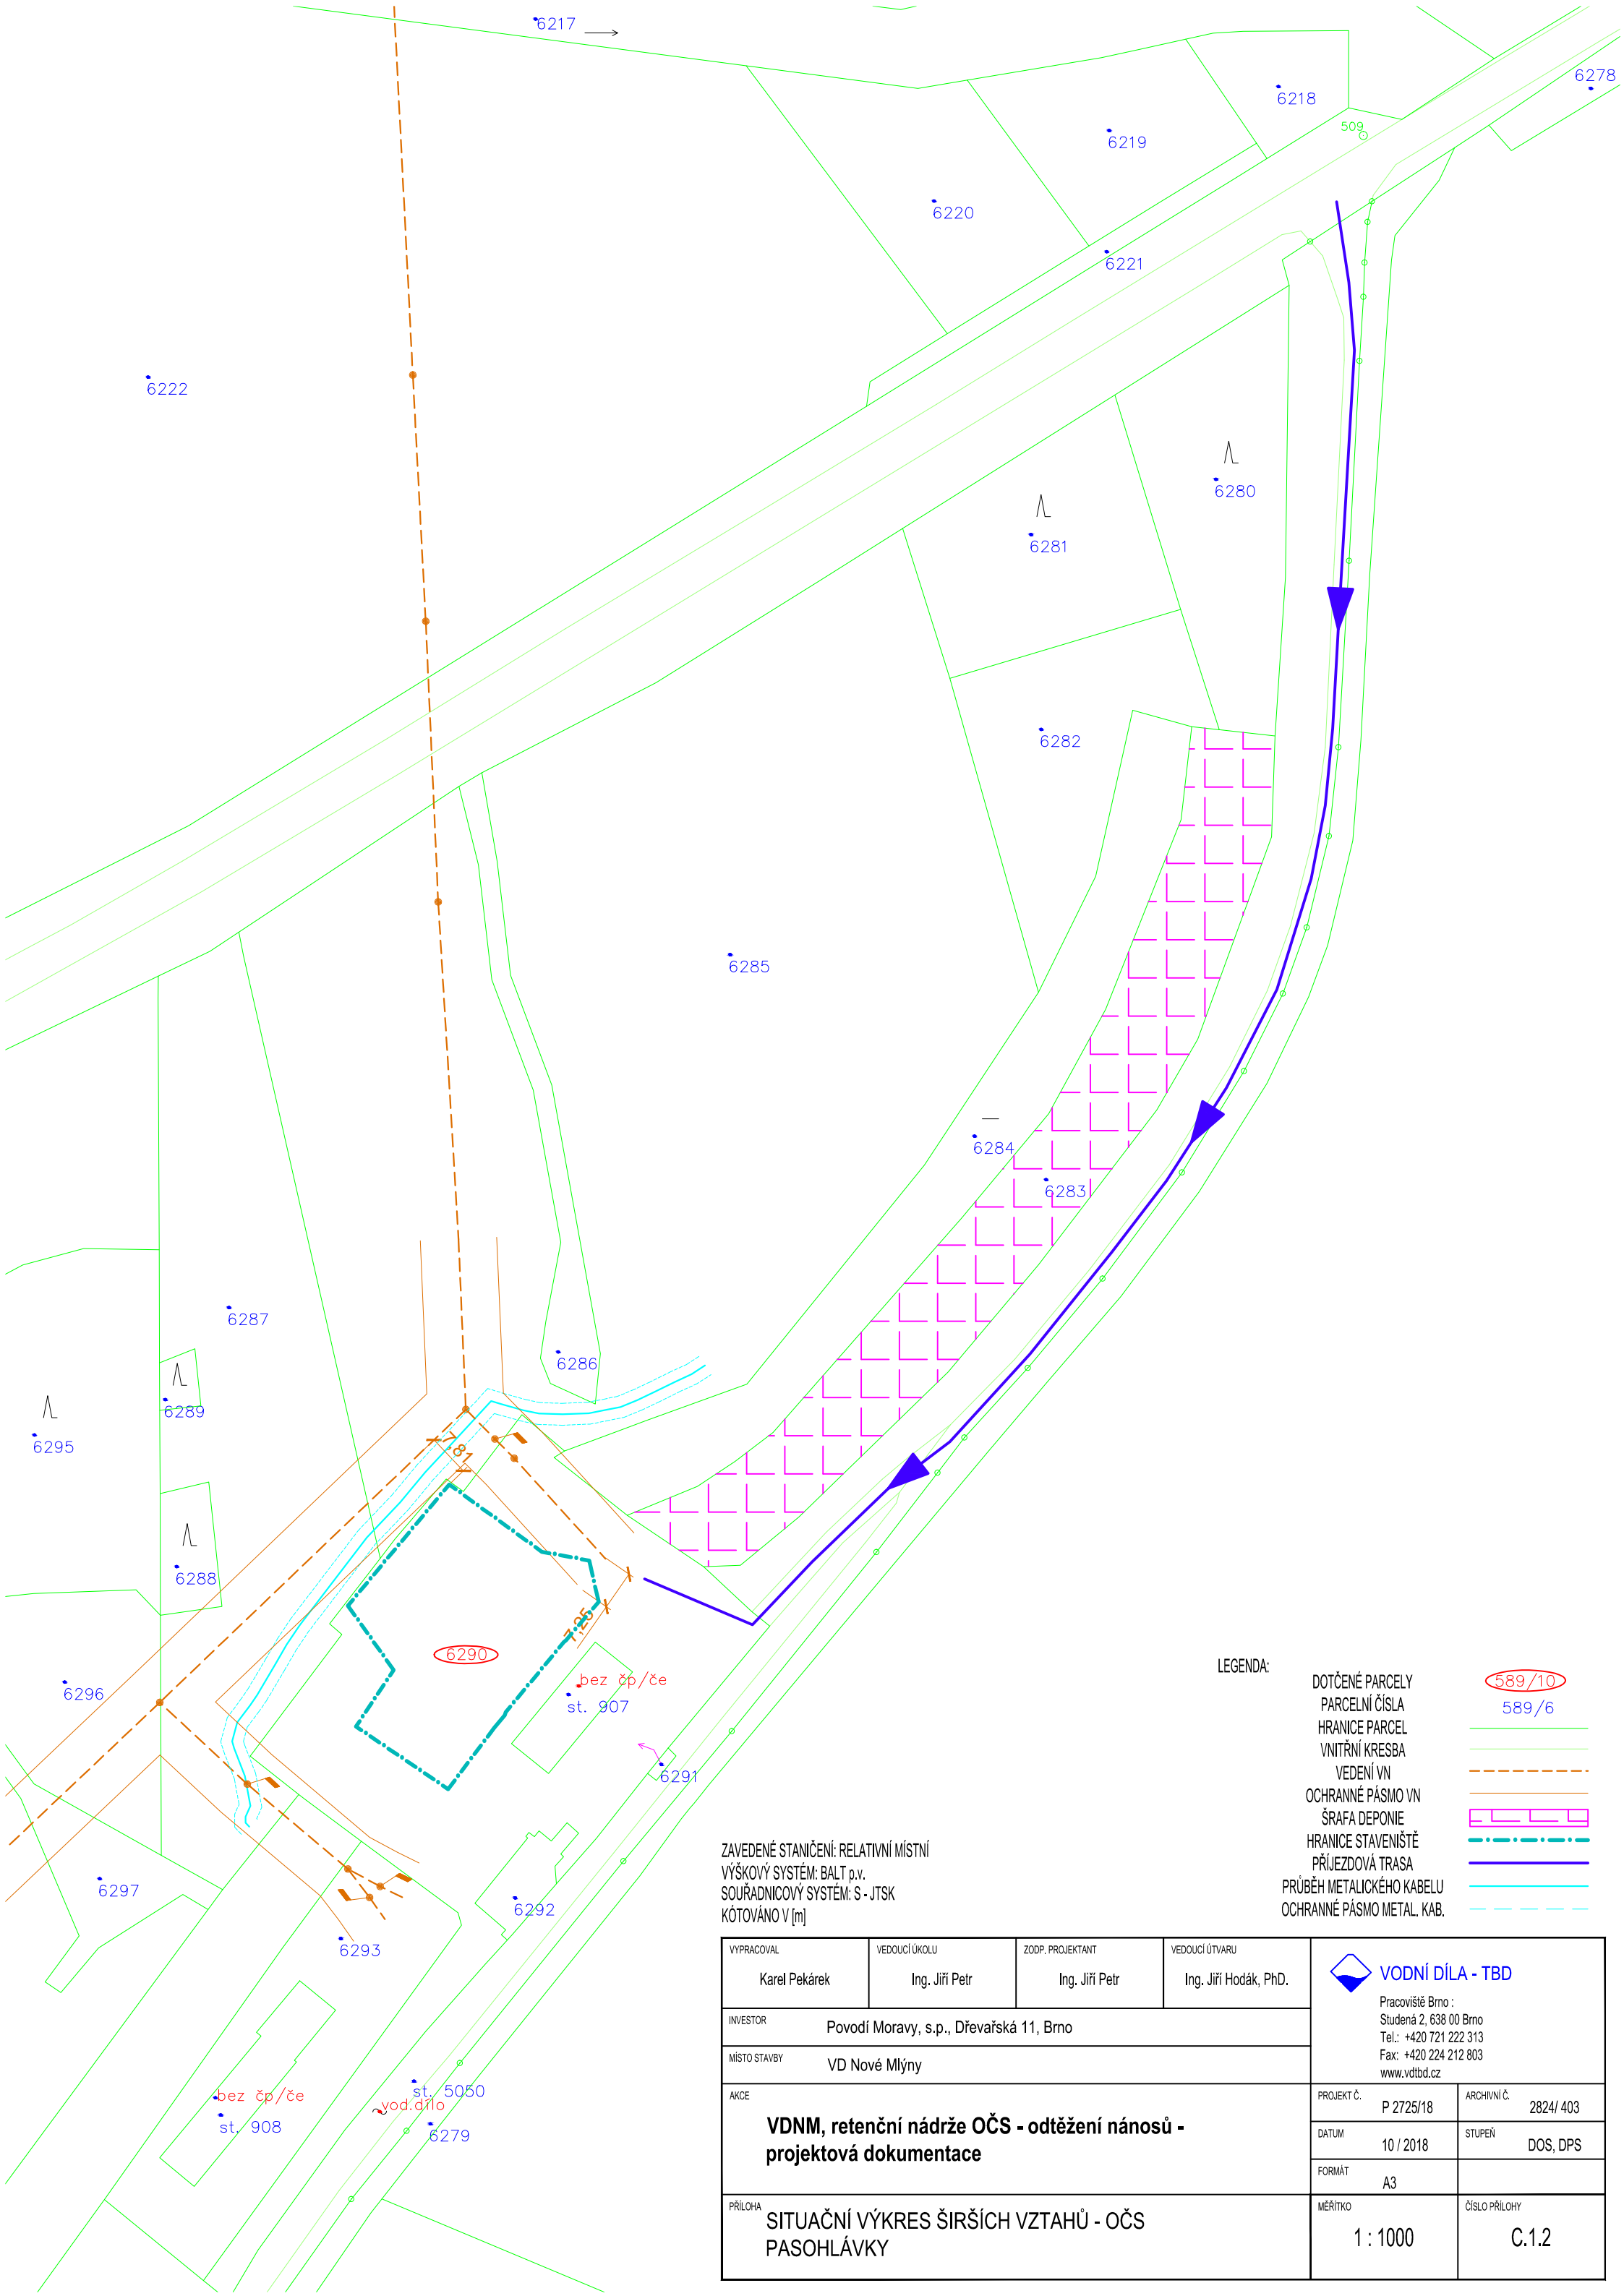 6217
6278
6218
509
6219
6220
6221
6222
6280
6281
6282
6285
6284
6283
6287
6286
6289
6295
7,81
6288
7,25
6290
bez čp/če
st. 907
6296
6291
6297
6292
6293
bez čp/če
st. 908
st. 5050
vod.dílo
6279
LEGENDA:
DOTČENÉ PARCELY 589/10
PARCELNÍ ČÍSLA 589/6
HRANICE PARCEL
VNITŘNÍ KRESBA
VEDENÍ VN
OCHRANNÉ PÁSMO VN
ŠRAFA DEPONIE
HRANICE STAVENIŠTĚ
PŘÍJEZDOVÁ TRASA
PRŮBĚH METALICKÉHO KABELU
OCHRANNÉ PÁSMO METAL. KAB.
ZAVEDENÉ STANIČENÍ: RELATIVNÍ MÍSTNÍ
VÝŠKOVÝ SYSTÉM: BALT p.v.
SOUŘADNICOVÝ SYSTÉM: S - JTSK
KÓTOVÁNO V [m]
VYPRACOVAL
Karel Pekárek
VEDOUCÍ ÚKOLU
Ing. Jiří Petr
ZODP. PROJEKTANT
Ing. Jiří Petr
VEDOUCÍ ÚTVARU
Ing. Jiří Hodák, PhD.
VODNÍ DÍLA - TBD
Pracoviště Brno :
Studená 2, 638 00 Brno
Tel.: +420 721 222 313
Fax: +420 224 212 803
www.vdtbd.cz
INVESTOR Povodí Moravy, s.p., Dřevařská 11, Brno
MÍSTO STAVBY VD Nové Mlýny
AKCE
VDNM, retenční nádrže OČS - odtěžení nánosů -
projektová dokumentace
PROJEKT Č. P 2725/18
ARCHIVNÍ Č. 2824/ 403
DATUM 10 / 2018
STUPEŇ DOS, DPS
FORMÁT A3
PŘÍLOHA
SITUAČNÍ VÝKRES ŠIRŠÍCH VZTAHŮ - OČS
PASOHLÁVKY
MĚŘÍTKO
1 : 1000
ČÍSLO PŘÍLOHY
C.1.2